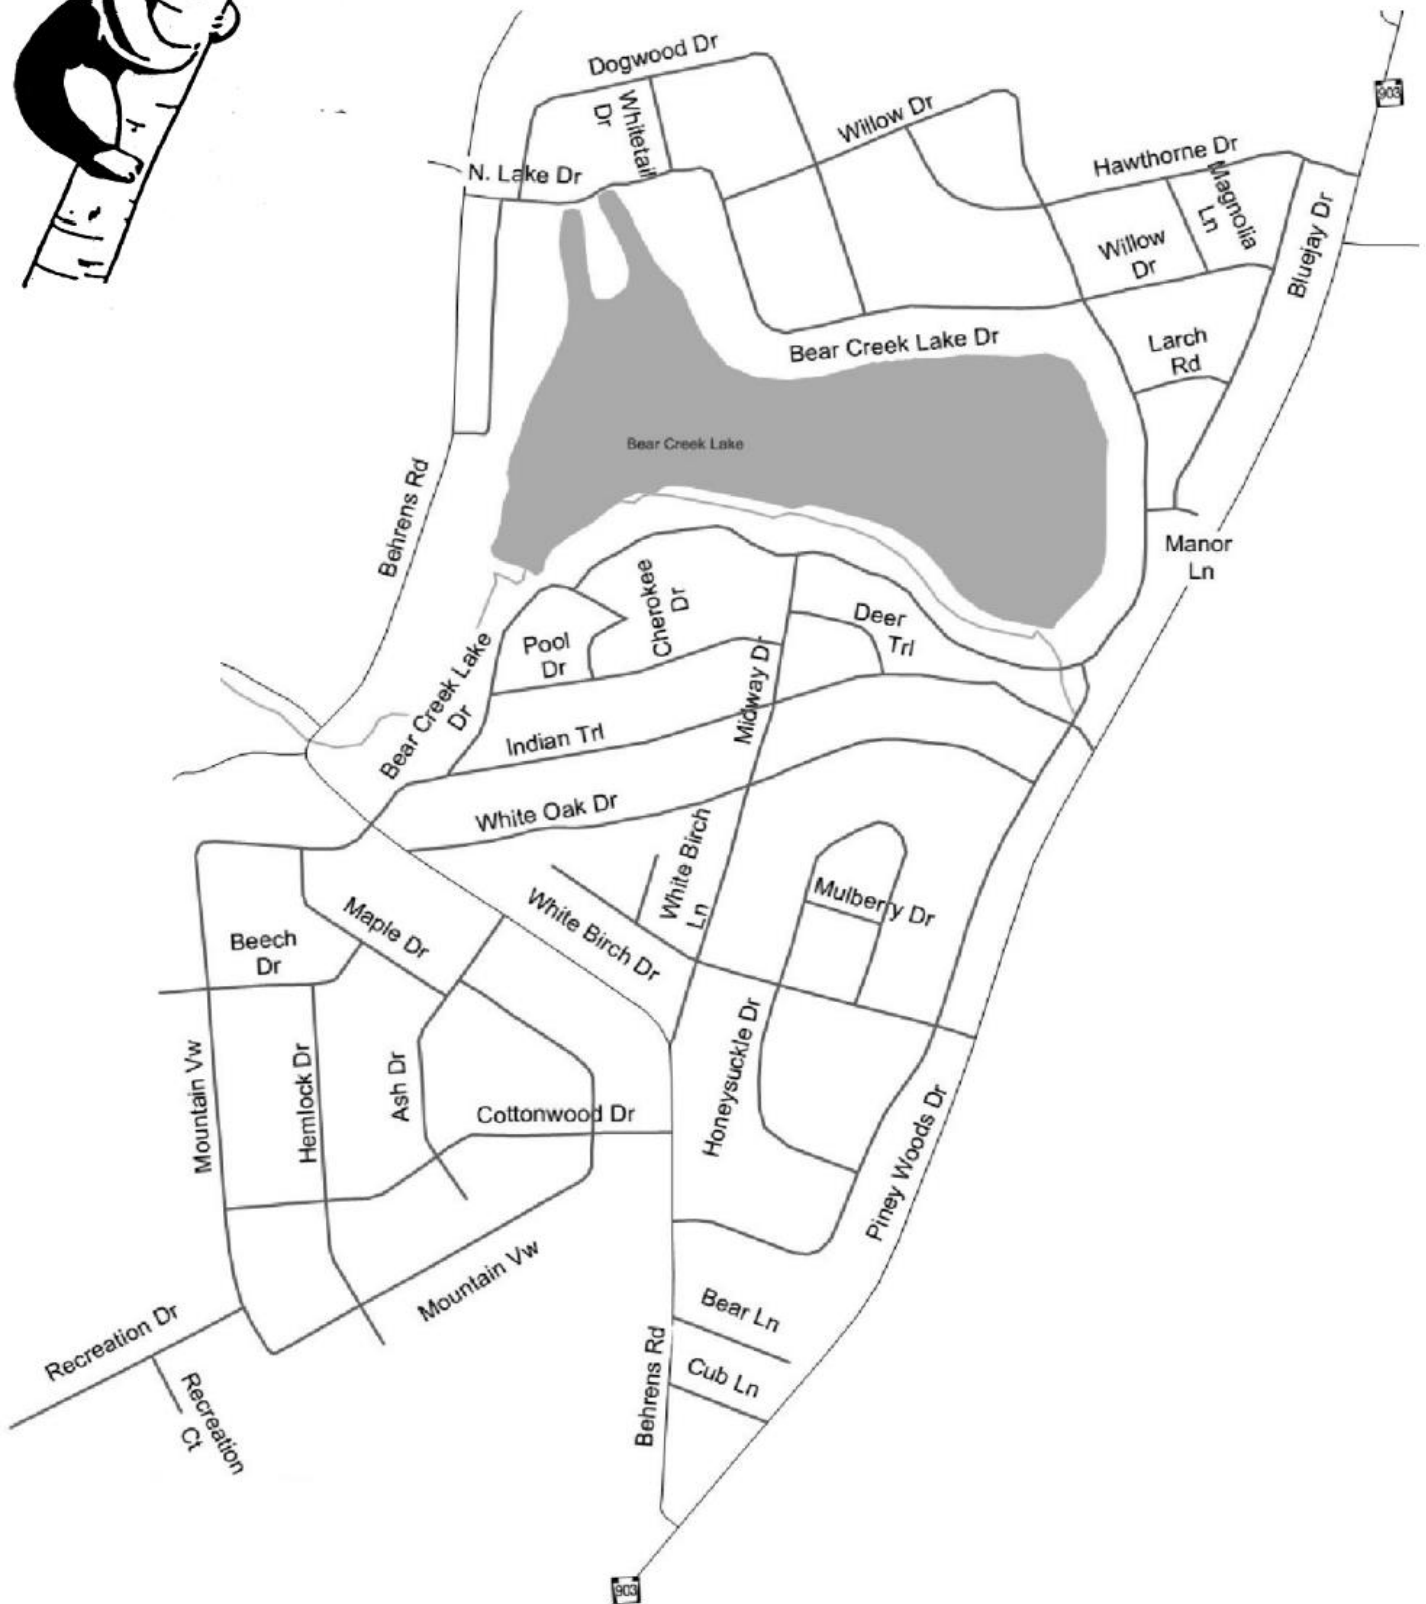 Dogwood Dr
903
Willow Dr
Whitetail
Dr
Hawthorne Dr
N. Lake Dr
Magnolia
Ln
Willow
Dr
Bluejay Dr
Larch
Rd
Bear Creek Lake Dr
Bear Creek Lake
Behrens Rd
Manor
Ln
Cherokee
Dr
Deer
Trl
Pool
Dr
Bear Creek Lake
Dr
Midway Dr
Indian Trl
White Oak Dr
White Birch
Ln
Mulberry Dr
Maple Dr
White Birch Dr
Beech
Dr
Mountain Vw
Hemlock Dr
Ash Dr
Cottonwood Dr
Honeysuckle Dr
Piney Woods Dr
Mountain Vw
Recreation Dr
Recreation
Ct
Bear Ln
Cub Ln
Behrens Rd
903